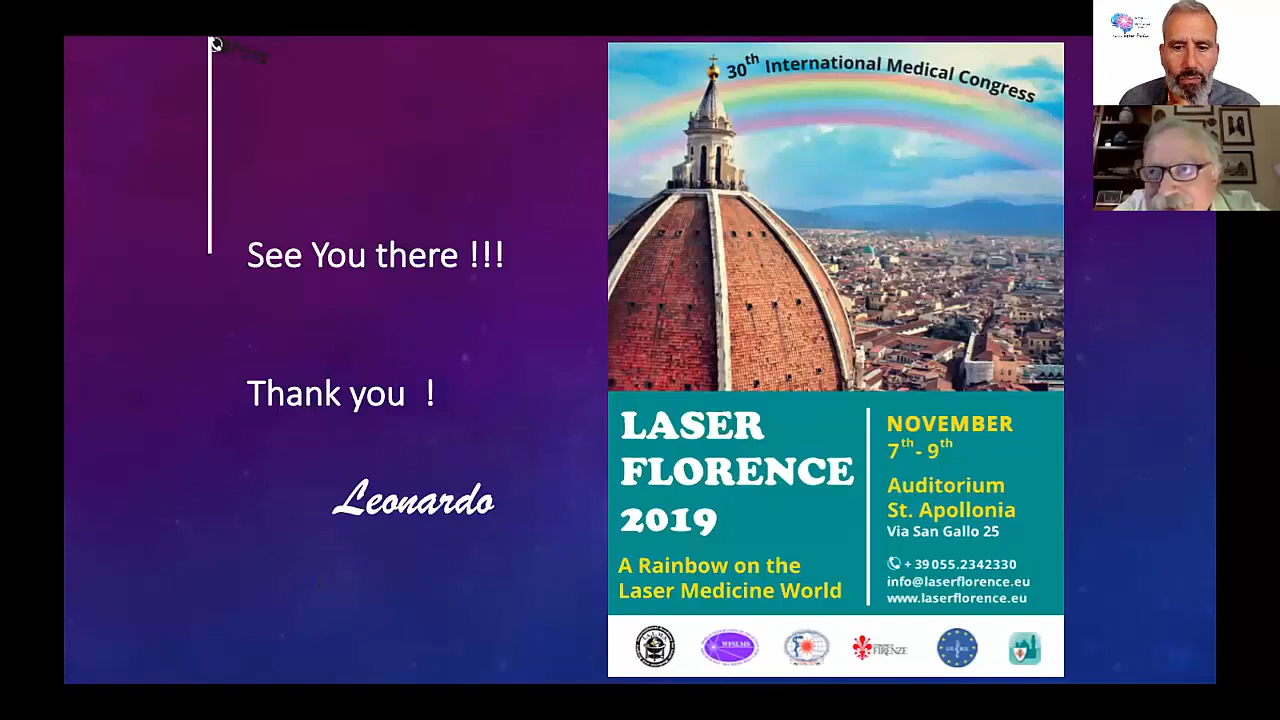 See You there !!!
Thank you !
Leonardo
30th International Medical Congress
LASER
FLORENCE
2019
A Rainbow on the
Laser Medicine World
NOVEMBER
7th - 9th
Auditorium
St. Apollonia
Via San Gallo 25
+ 39 055.2342330
info@laserflorence.eu
www.laserflorence.eu
WFSLMS
FIRENZE